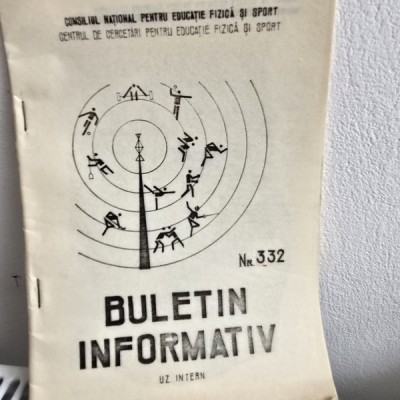 CONSILIUL NAȚIONAL PENTRU EDUCAȚIE FIZICĂ ȘI SPORT
CENTRUL DE CERCETĂRI PENTRU EDUCAȚIE FIZICĂ ȘI SPORT
NR. 332
BULETIN
INFORMATIV
UZ INTERN